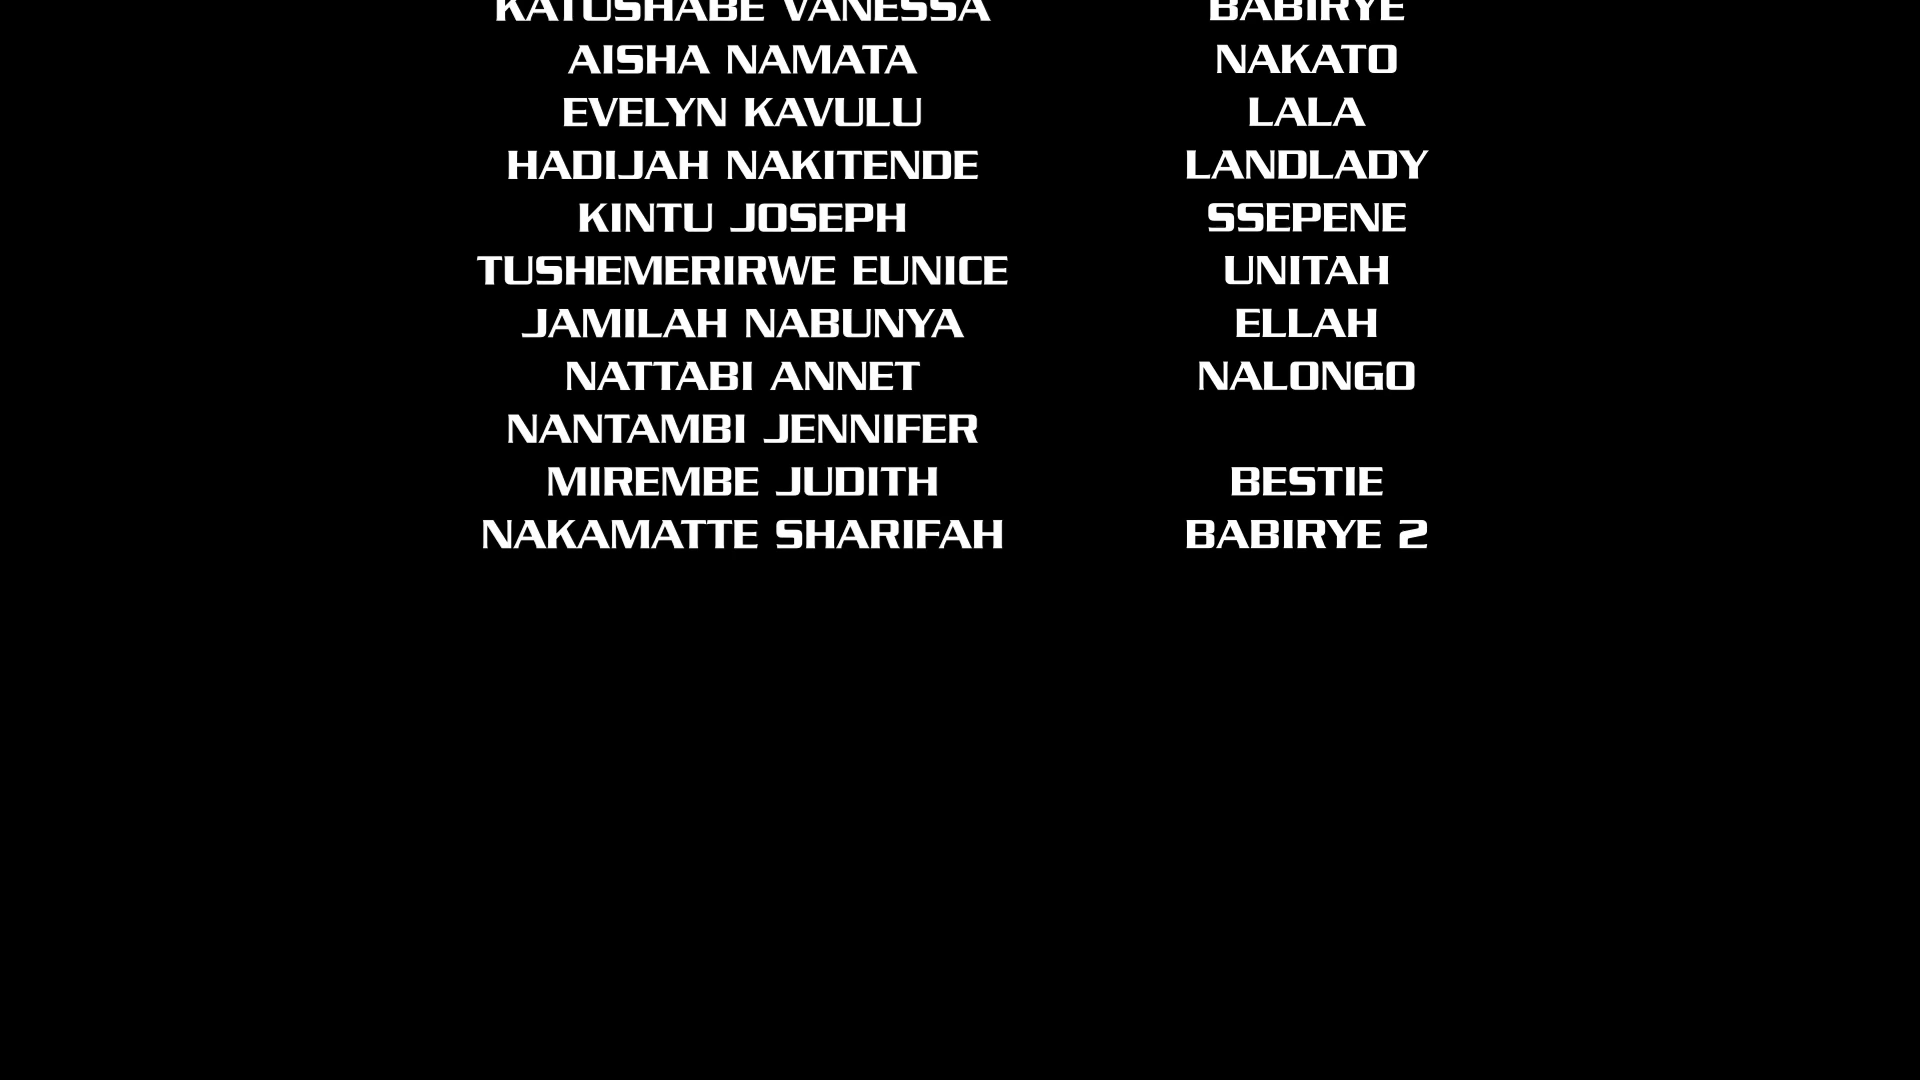 KATUSHABE VANESSA BABIRYE
AISHA NAMATA NAKATO
EVELYN KAVULU LALA
HADIJAH NAKITENDE LANDLADY
KINTU JOSEPH SSEPENE
TUSHEMERIRWE EUNICE UNITAH
JAMILAH NABUNYA ELLAH
NATTABI ANNET NALONGO
NANTAMBI JENNIFER
MIREMBE JUDITH BESTIE
NAKAMATTE SHARIFAH BABIRYE 2